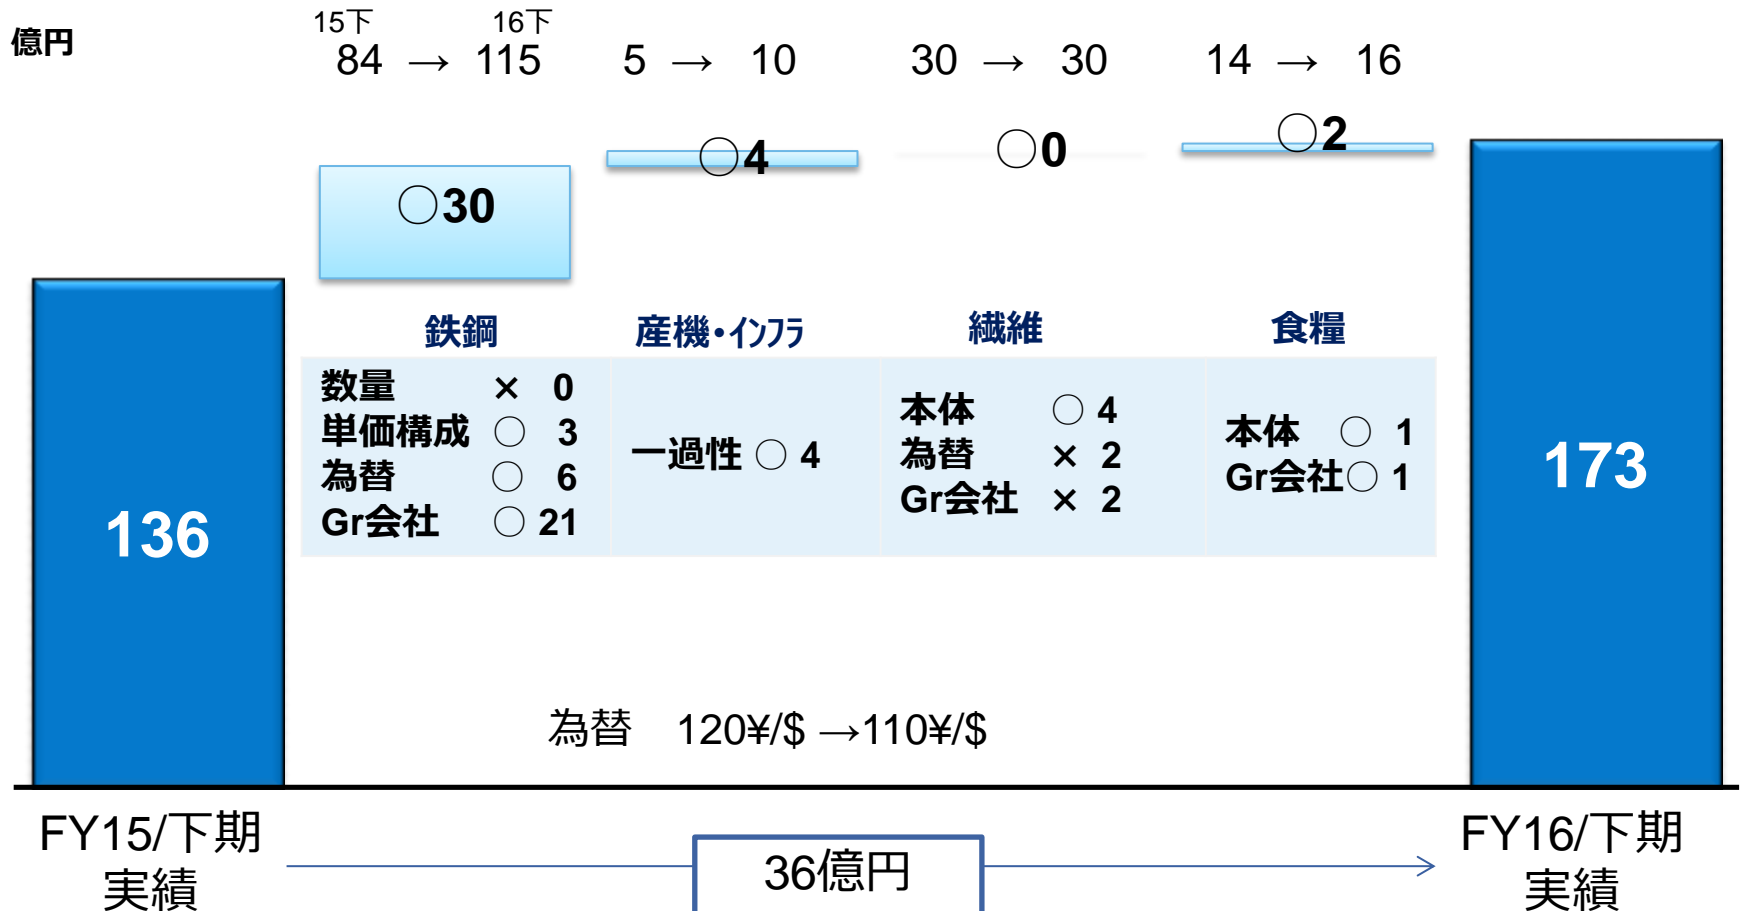 億円
15下 16下
84 → 115 5 → 10 30 → 30 14 → 16
○30 ○4 ○0 ○2
鉄鋼 産機・インフラ 繊維 食糧
数量 × 0
単価構成 ○ 3
為替 ○ 6
Gr会社 ○ 21
一過性 ○ 4
本体 ○ 4
為替 × 2
Gr会社 × 2
本体 ○ 1
Gr会社○ 1
136
173
為替 120¥/$ →110¥/$
FY15/下期
実績
36億円
FY16/下期
実績